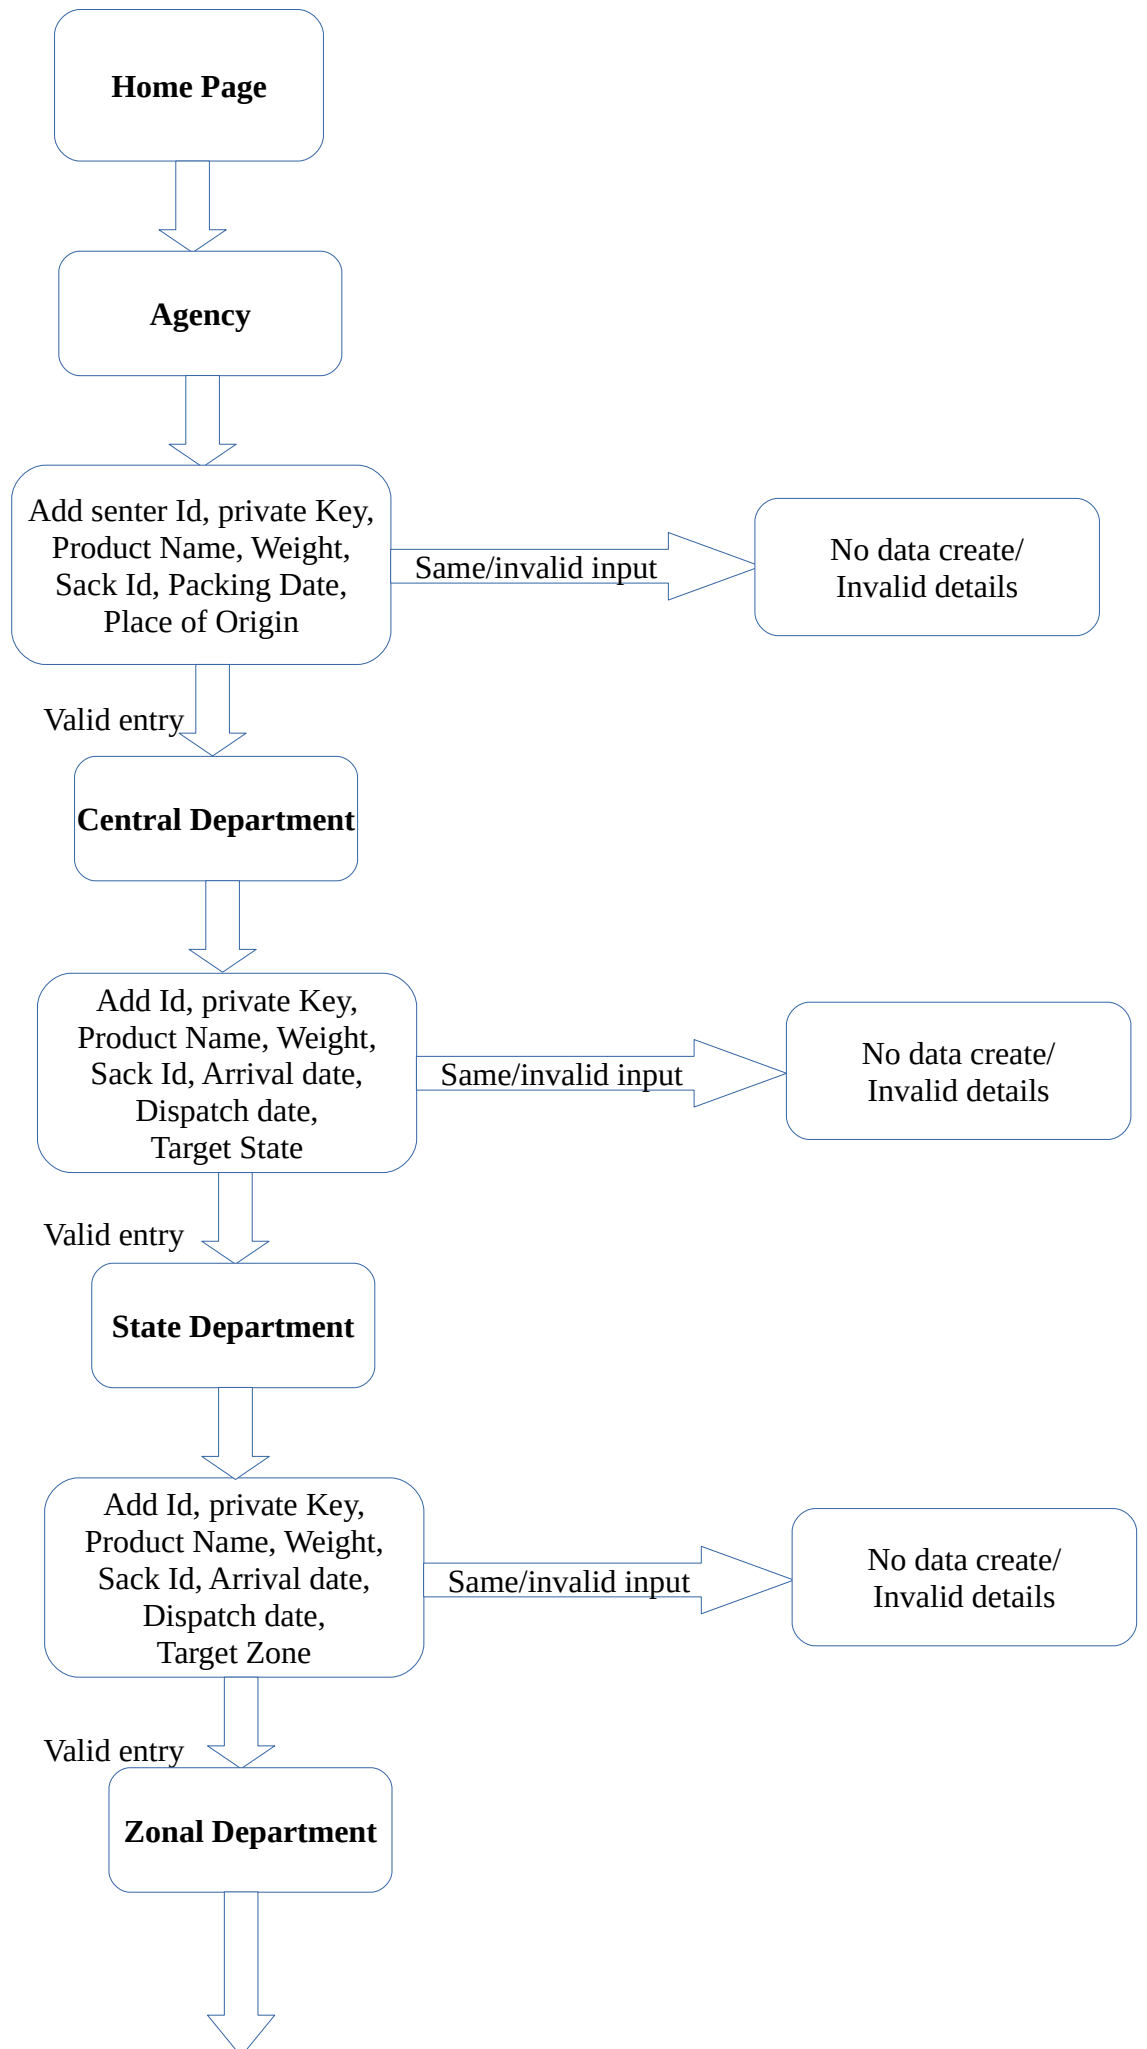 Home Page
Agency
Add senter Id, private Key,
Product Name, Weight,
Sack Id, Packing Date,
Place of Origin
Same/invalid input
No data create/
Invalid details
Valid entry
Central Department
Add Id, private Key,
Product Name, Weight,
Sack Id, Arrival date,
Dispatch date,
Target State
Same/invalid input
No data create/
Invalid details
Valid entry
State Department
Add Id, private Key,
Product Name, Weight,
Sack Id, Arrival date,
Dispatch date,
Target Zone
Same/invalid input
No data create/
Invalid details
Valid entry
Zonal Department